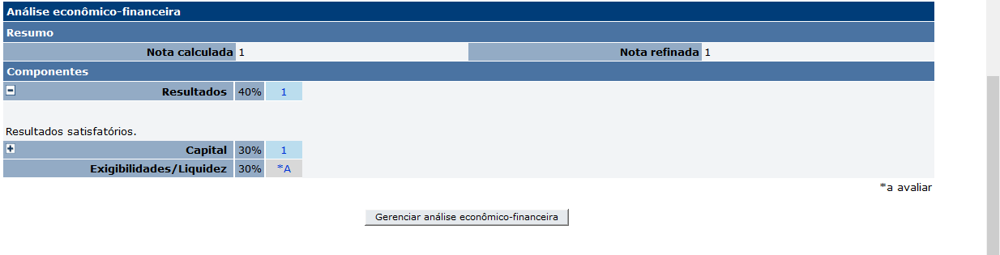 Análise econômico-financeira
Resumo
Nota calculada 1 Nota refinada 1
Componentes
Resultados 40% 1
Resultados satisfatórios.
Capital 30% 1
Exigibilidades/Liquidez 30% *A
*a avaliar
Gerenciar análise econômico-financeira